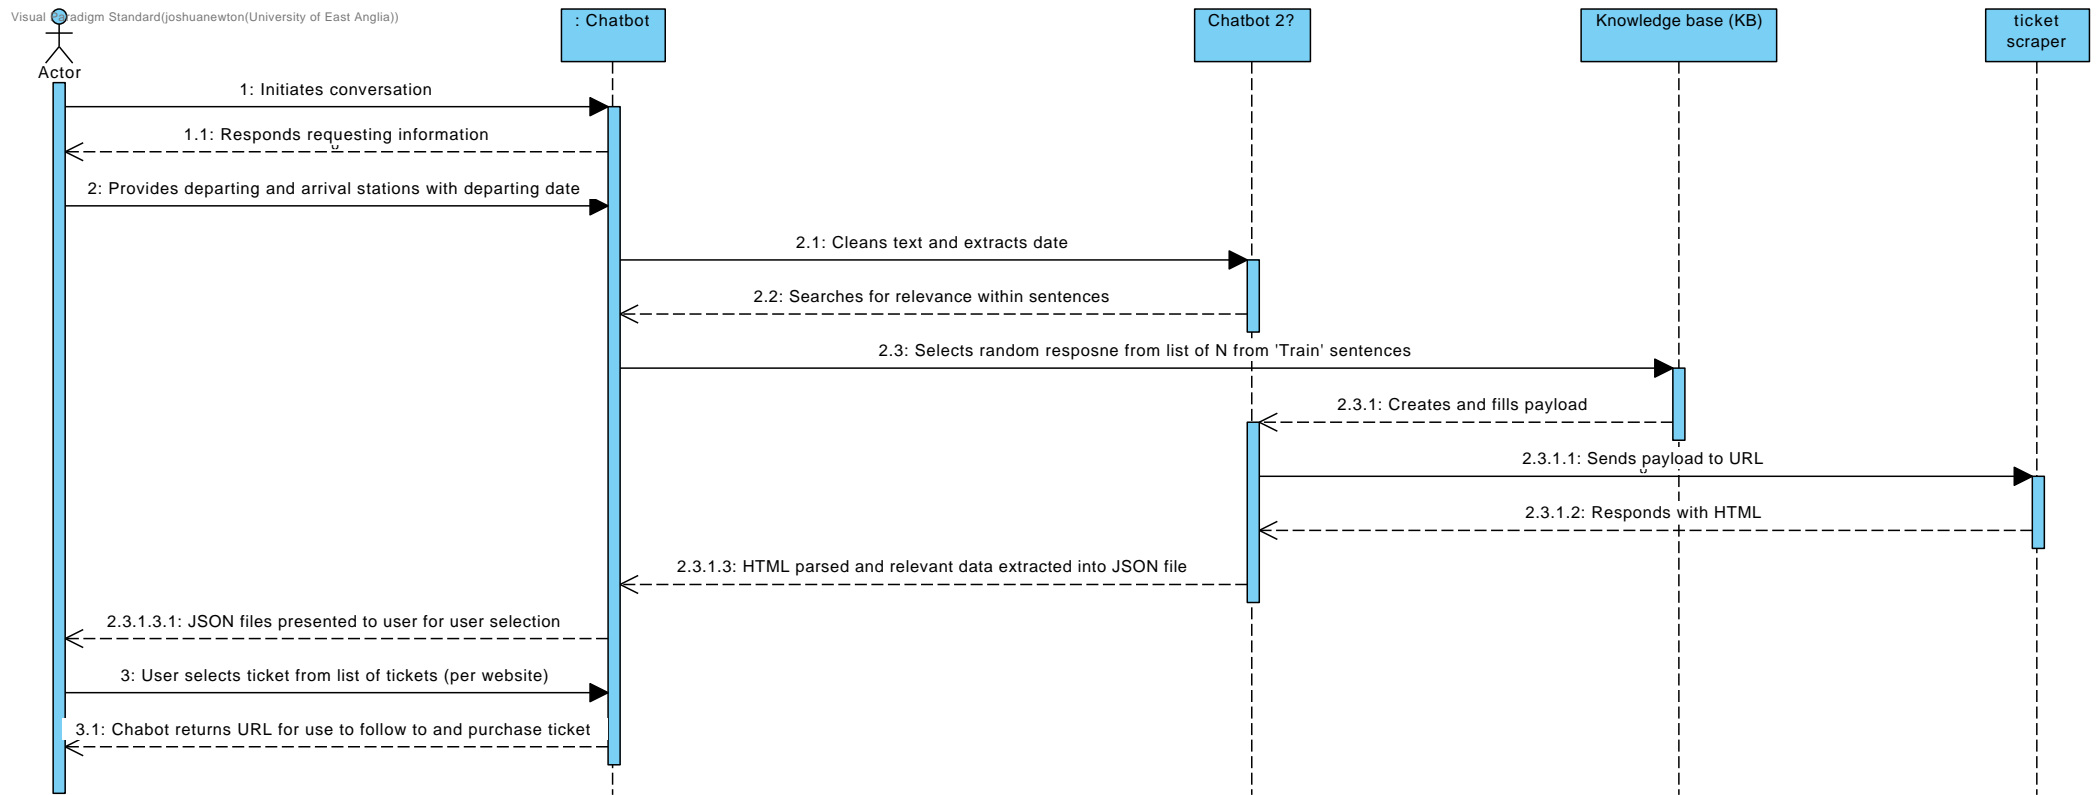 Visual Paradigm Standard(joshuanewton(University of East Anglia))
Actor
: Chatbot
Chatbot 2?
Knowledge base (KB)
ticket
scraper
1: Initiates conversation
1.1: Responds requesting information
2: Provides departing and arrival stations with departing date
2.1: Cleans text and extracts date
2.2: Searches for relevance within sentences
2.3: Selects random resposne from list of N from 'Train' sentences
2.3.1: Creates and fills payload
2.3.1.1: Sends payload to URL
2.3.1.2: Responds with HTML
2.3.1.3: HTML parsed and relevant data extracted into JSON file
2.3.1.3.1: JSON files presented to user for user selection
3: User selects ticket from list of tickets (per website)
3.1: Chabot returns URL for use to follow to and purchase ticket